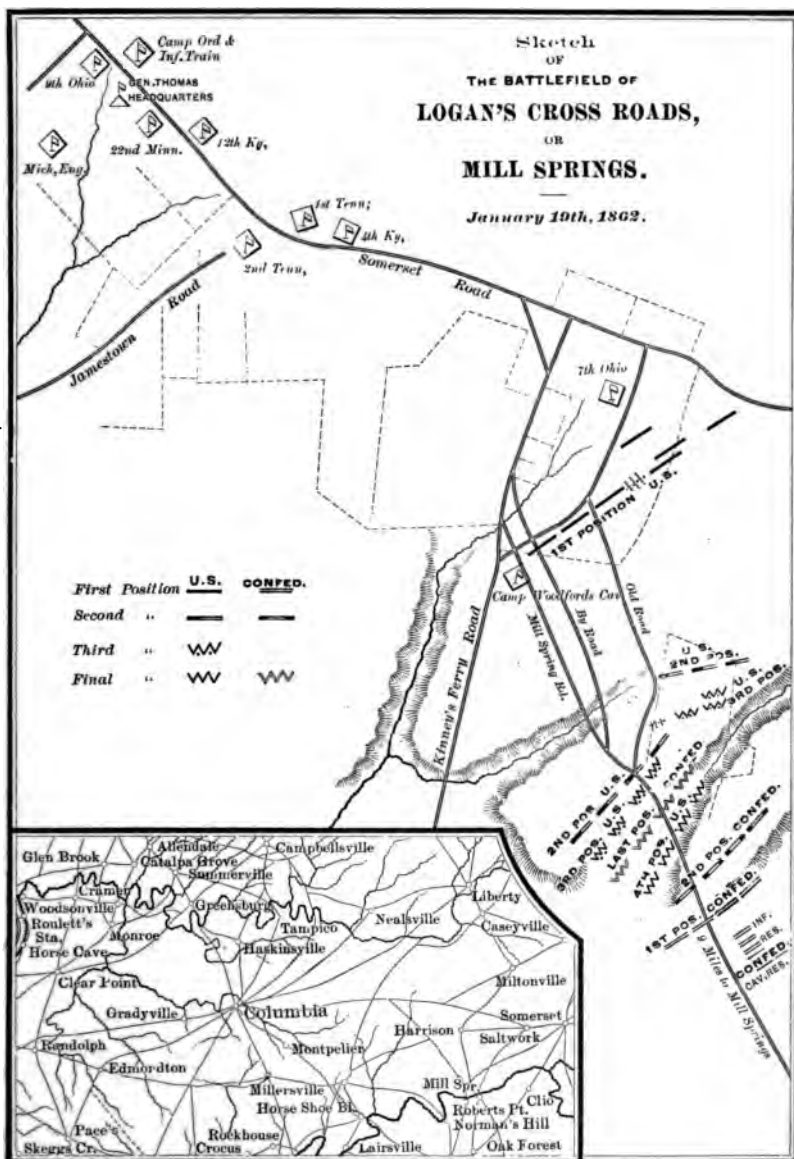 Sketch
OF
THE BATTLEFIELD OF
LOGAN'S CROSS ROADS,
OR
MILL SPRINGS.
January 19th, 1862.
Camp Ord &
Inf. Train
9th Ohio
GEN. THOMAS
HEADQUARTERS
22nd Minn.
12th Ky,
Mich, Eng.
1st Tenn;
4th Ky,
2nd Tenn,
Somerset Road
Jamestown Road
7th Ohio
1ST POSITION U.S.
Camp Woodfords Cav
Kinney's Ferry Road
Mill Spring Rd.
By Road
Old Road
U.S. CONFED.
First Position
Second "
Third "
Final "
U.S.
2ND POS.
U.S.
3RD POS.
2ND POS. U.S.
3RD POS. U.S.
LAST POS. CONFED
4TH POS. U.S.
2ND POS. CONFED.
1ST POS. CONFED.
INF.
RES.
CONFED
CAV. RES.
9 Miles to Mill Springs
Glen Brook
Allendale
Catalpa Grove
Summerville
Campbellsville
Cramer
Woodsonville
Greensburg
Roulett's
Sta.
Horse Cave
Monroe
Tampico
Haskinsville
Nealsville
Liberty
Caseyville
Clear Point
Gradyville
Columbia
Miltonville
Somerset
Saltwork
Harrison
Randolph
Edmordton
Montpelier
Millersville
Horse Shoe B
Mill Spr.
Clio
Roberts Pt.
Norman's Hill
Pace's
Skeggs Cr.
Rockhouse
Crocus
Lairsville
Oak Forest